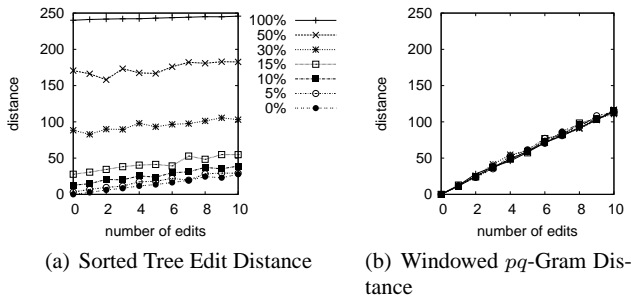 250
200
150
100
50
0
distance
0 2 4 6 8 10
number of edits
100%
50%
30%
15%
10%
5%
0%
(a) Sorted Tree Edit Distance
250
200
150
100
50
0
distance
0 2 4 6 8 10
number of edits
(b) Windowed pq-Gram Dis-
tance